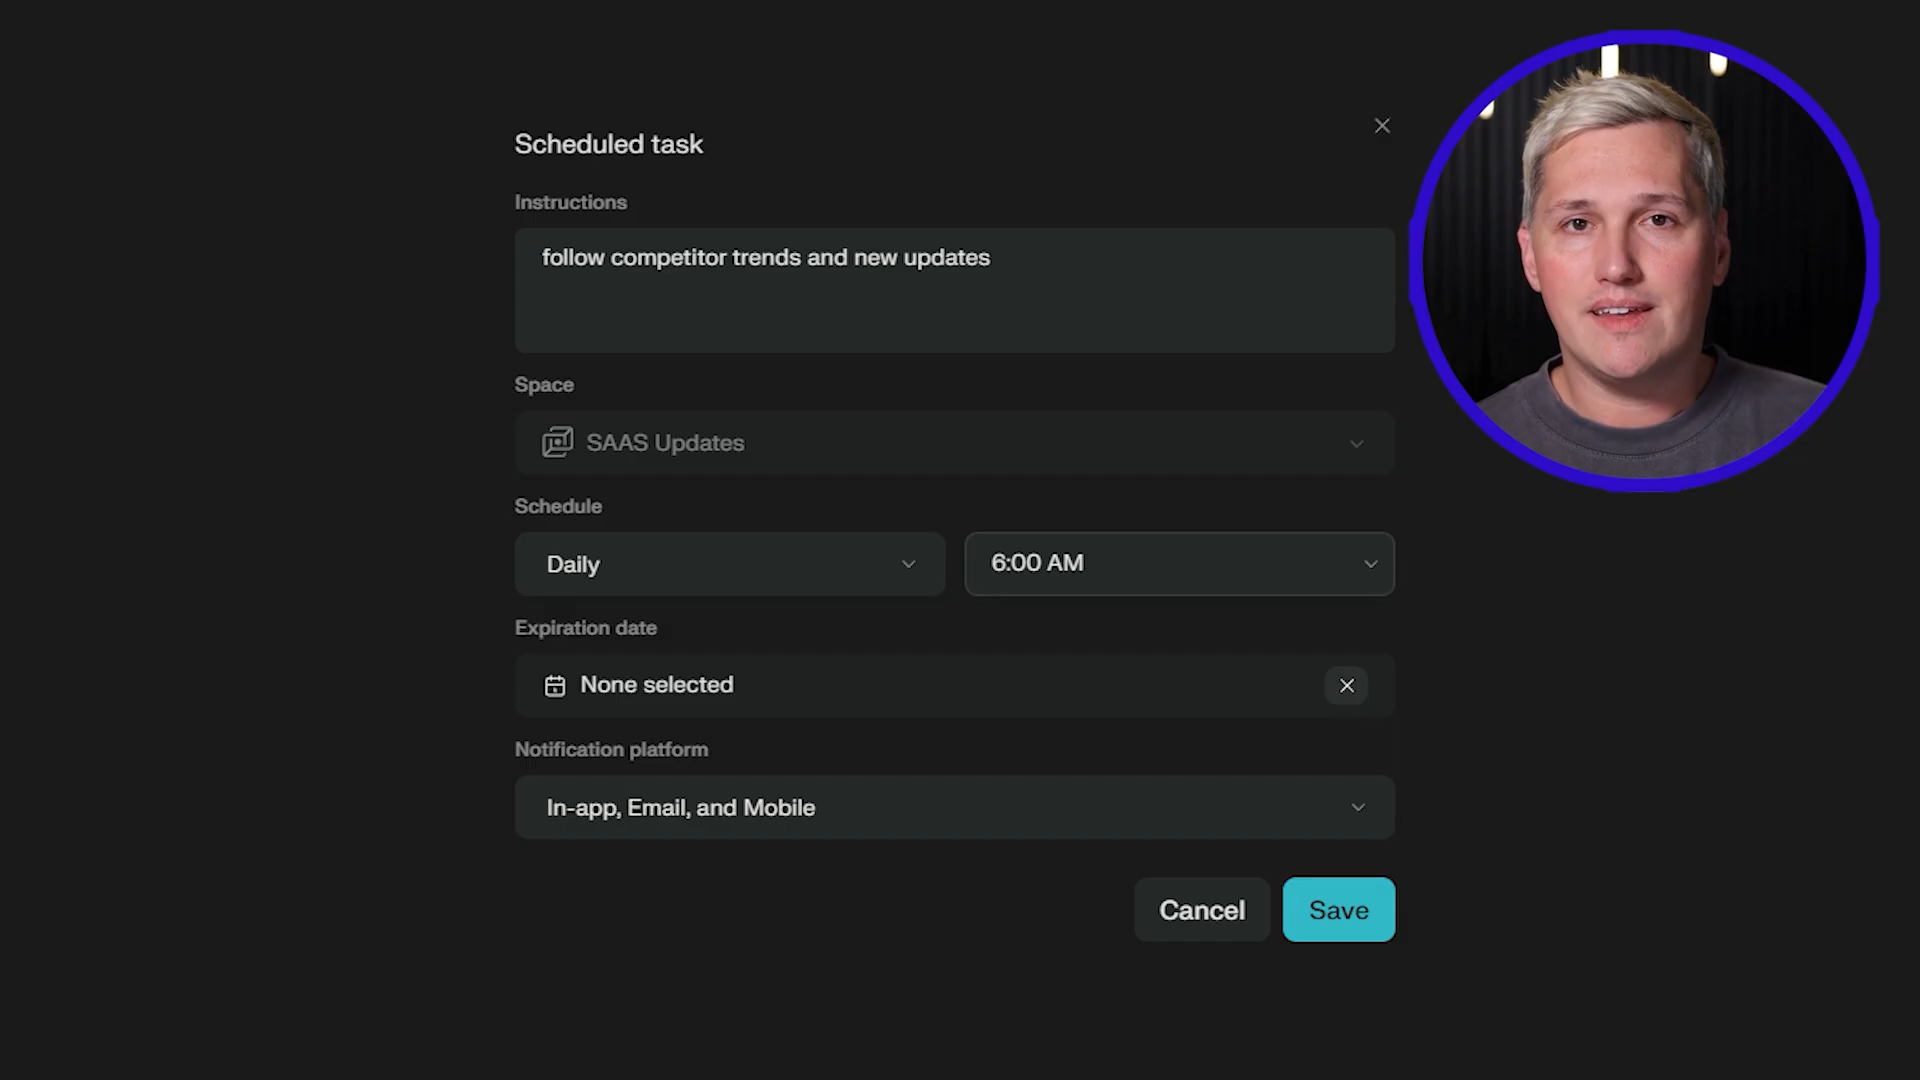 Scheduled task
Instructions
follow competitor trends and new updates
Space
SAAS Updates
Schedule
Daily
6:00 AM
Expiration date
None selected
Notification platform
In-app, Email, and Mobile
Cancel
Save